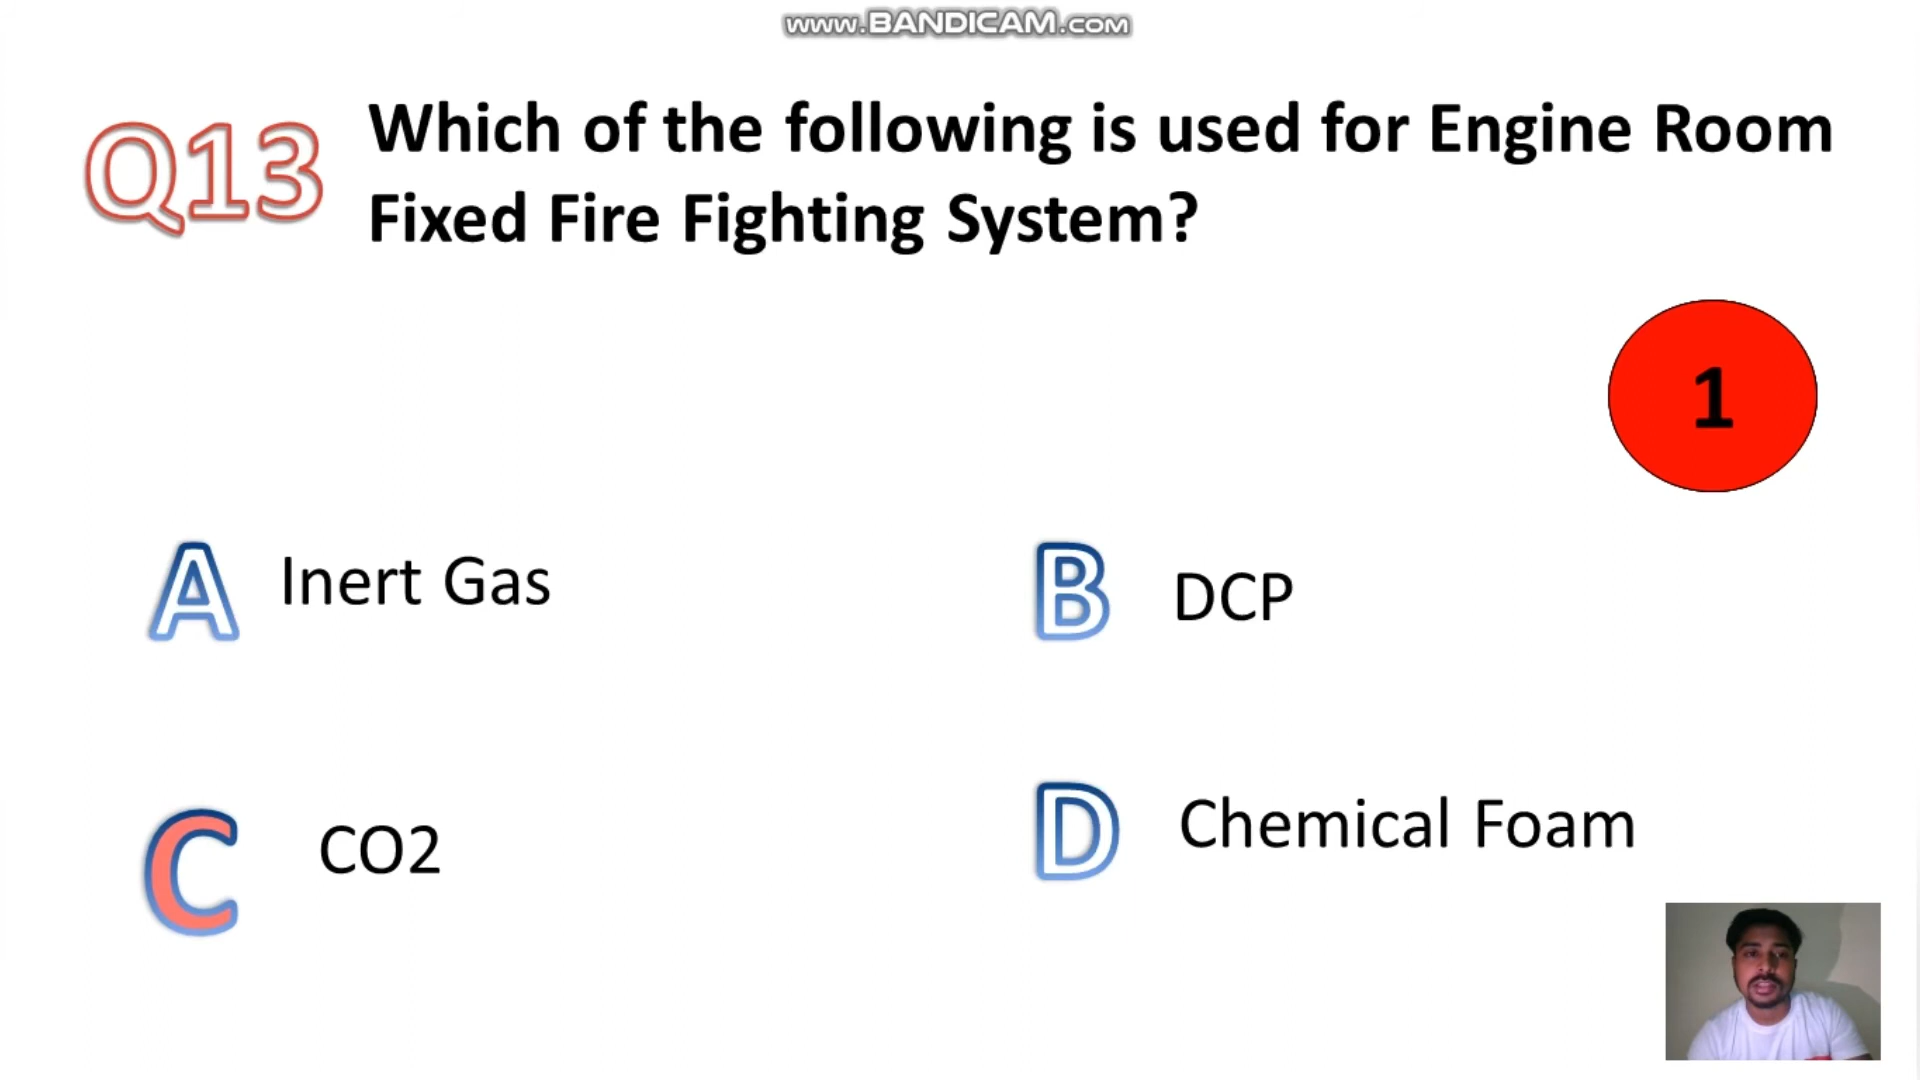 www.BANDICAM.com
Q13
Which of the following is used for Engine Room
Fixed Fire Fighting System?
1
A Inert Gas
B DCP
C CO2
D Chemical Foam